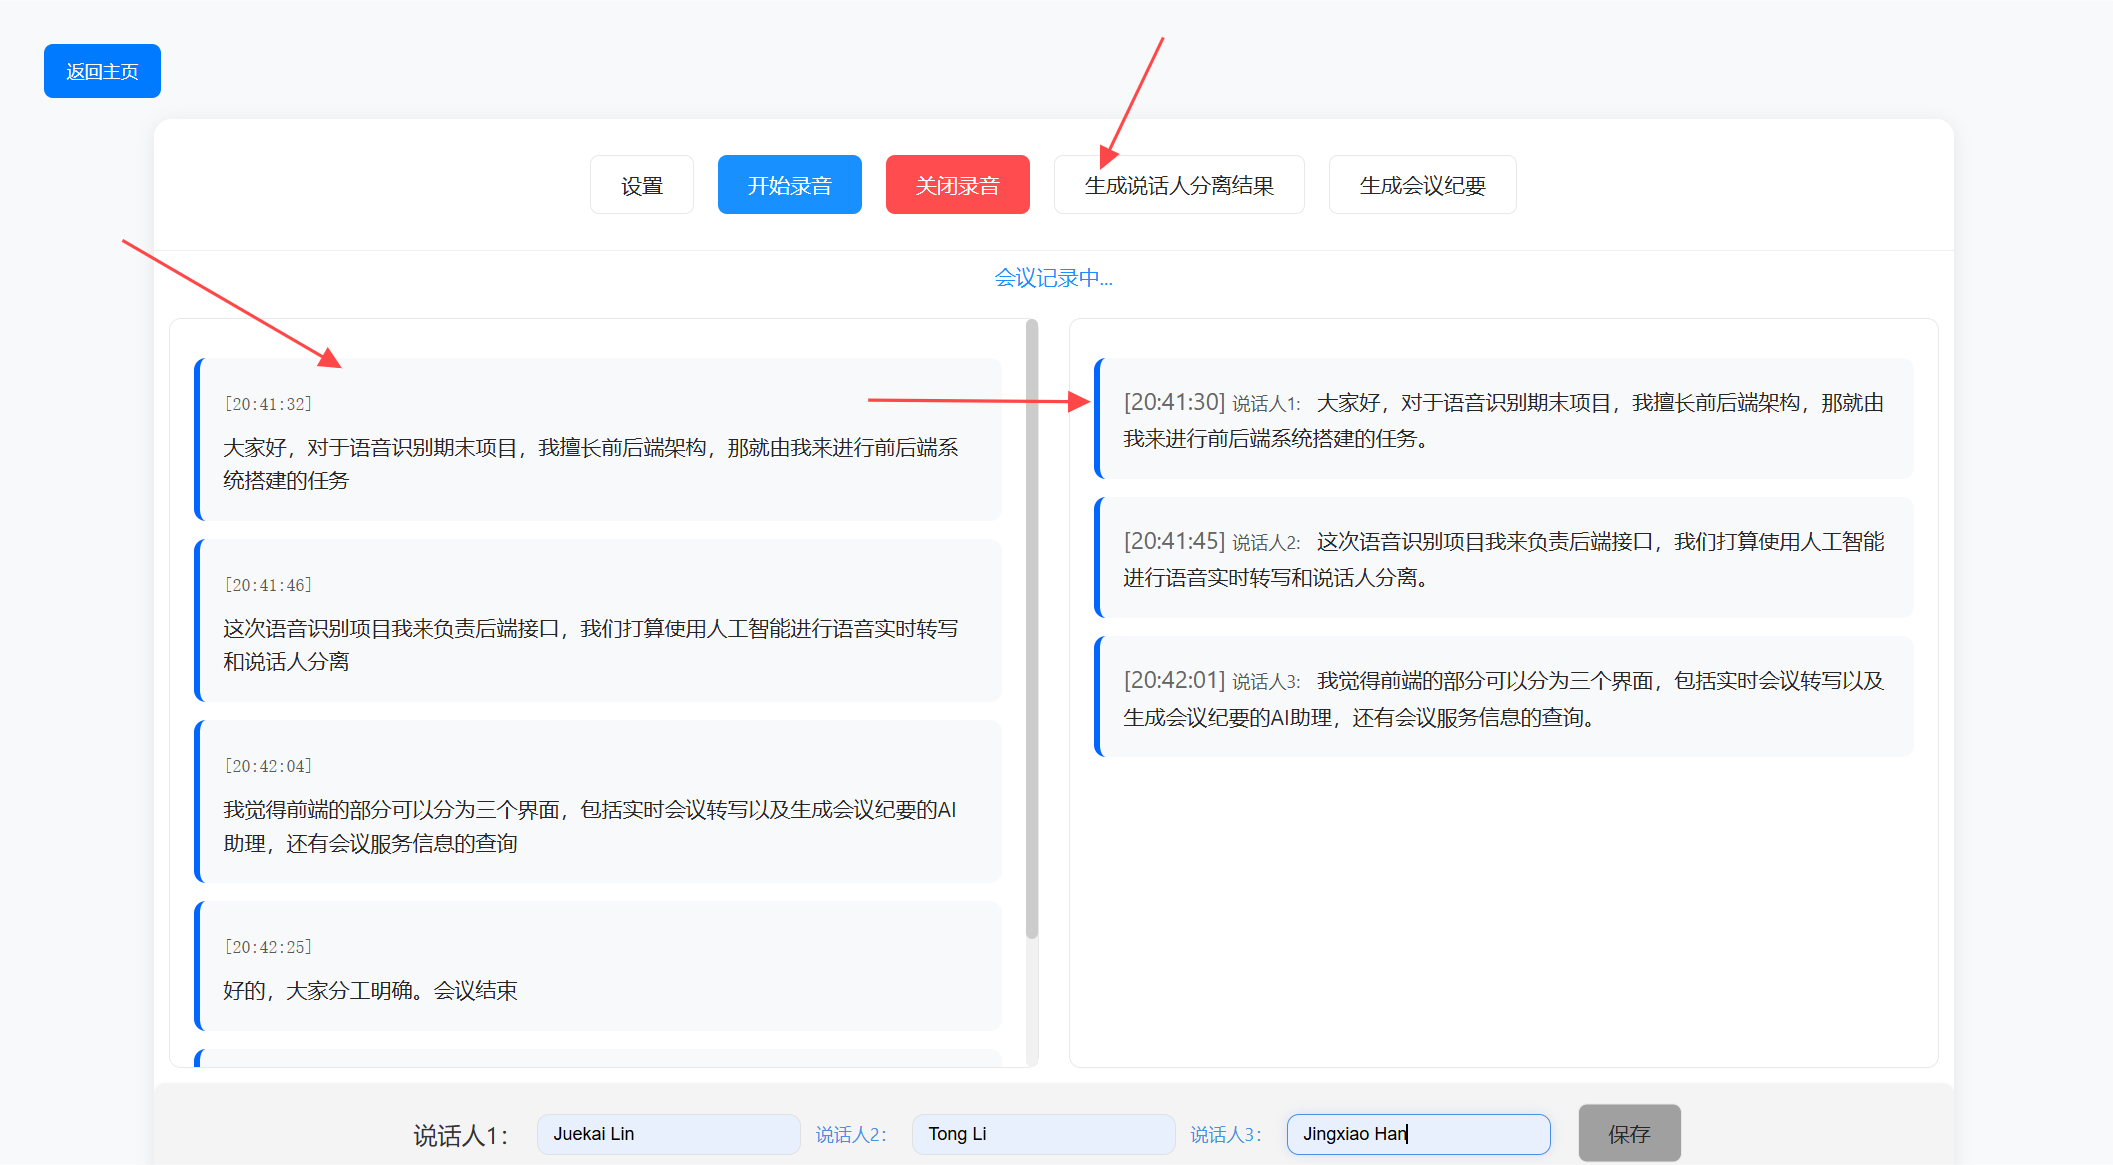 返回主页
设置 开始录音 关闭录音 生成说话人分离结果 生成会议纪要
会议记录中...
[20:41:32]
大家好，对于语音识别期末项目，我擅长前后端架构，那就由我来进行前后端系
统搭建的任务
[20:41:46]
这次语音识别项目我来负责后端接口，我们打算使用人工智能进行语音实时转写
和说话人分离
[20:42:04]
我觉得前端的部分可以分为三个界面，包括实时会议转写以及生成会议纪要的AI
助理，还有会议服务信息的查询
[20:42:25]
好的，大家分工明确。会议结束
[20:41:30] 说话人1： 大家好，对于语音识别期末项目，我擅长前后端架构，那就由
我来进行前后端系统搭建的任务。
[20:41:45] 说话人2： 这次语音识别项目我来负责后端接口，我们打算使用人工智能
进行语音实时转写和说话人分离。
[20:42:01] 说话人3： 我觉得前端的部分可以分为三个界面，包括实时会议转写以及
生成会议纪要的AI助理，还有会议服务信息的查询。
说话人1： Juekai Lin 说话人2： Tong Li 说话人3： Jingxiao Han 保存